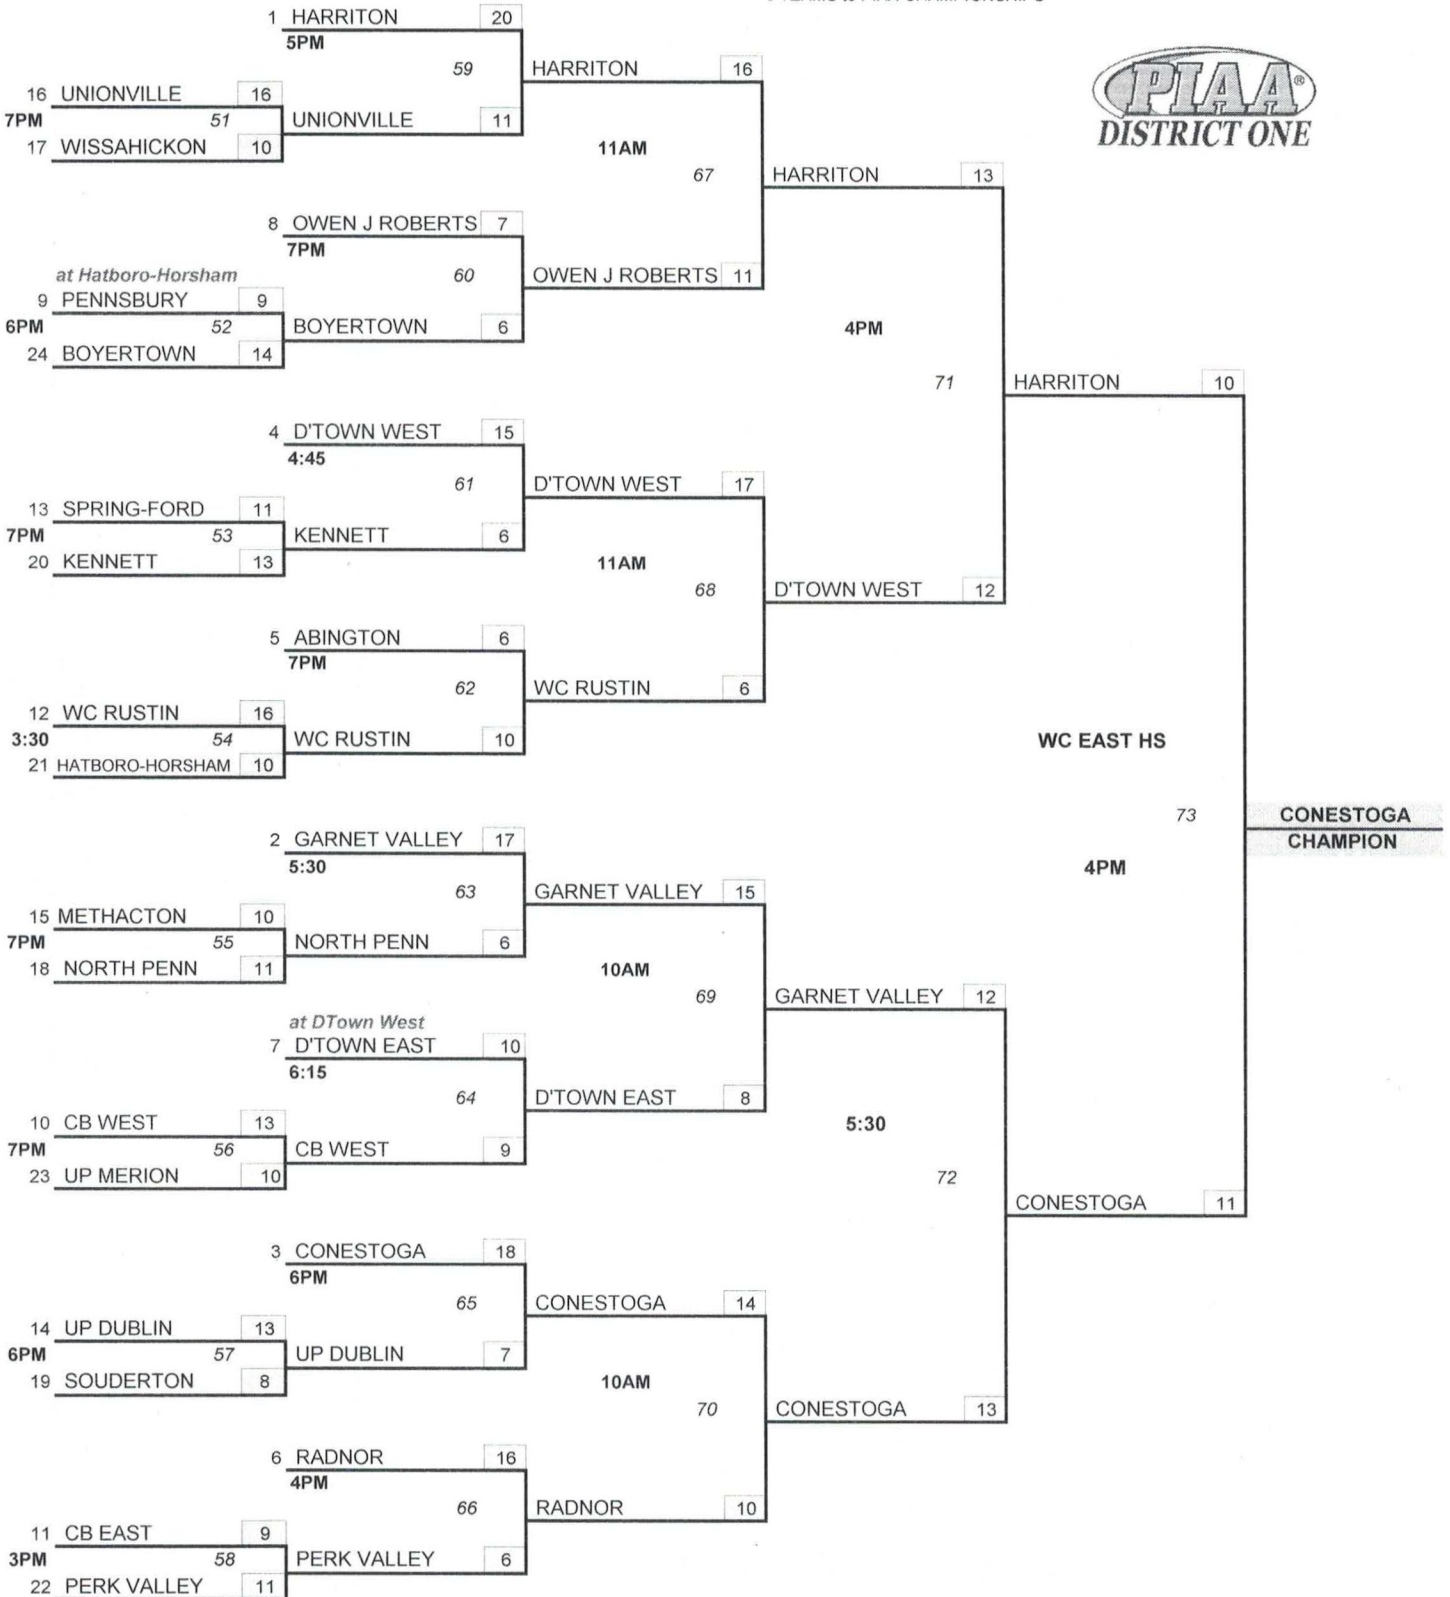 1 HARRITON 20
5PM
59 HARRITON 16
16 UNIONVILLE 16
7PM 51 UNIONVILLE 11
17 WISSAHICKON 10
11AM
67 HARRITON 13
8 OWEN J ROBERTS 7
7PM
at Hatboro-Horsham
60 OWEN J ROBERTS 11
9 PENNSBURY 9
6PM 52 BOYERTOWN 6
24 BOYERTOWN 14
4PM
71 HARRITON 10
4 D'TOWN WEST 15
4:45
61 D'TOWN WEST 17
13 SPRING-FORD 11
7PM 53 KENNETT 6
20 KENNETT 13
11AM
68 D'TOWN WEST 12
5 ABINGTON 6
7PM
62 WC RUSTIN 6
12 WC RUSTIN 16
3:30 54 WC RUSTIN 10
21 HATBORO-HORSHAM 10
WC EAST HS
73 CONESTOGA
CHAMPION
4PM
2 GARNET VALLEY 17
5:30
63 GARNET VALLEY 15
15 METHACTON 10
7PM 55 NORTH PENN 6
18 NORTH PENN 11
10AM
69 GARNET VALLEY 12
at DTown West
7 D'TOWN EAST 10
6:15
64 D'TOWN EAST 8
10 CB WEST 13
7PM 56 CB WEST 9
23 UP MERION 10
5:30
72 CONESTOGA 11
3 CONESTOGA 18
6PM
65 CONESTOGA 14
14 UP DUBLIN 13
6PM 57 UP DUBLIN 7
19 SOUDERTON 8
10AM
70 CONESTOGA 13
6 RADNOR 16
4PM
66 RADNOR 10
11 CB EAST 9
3PM 58 PERK VALLEY 6
22 PERK VALLEY 11
PIAA®
DISTRICT ONE